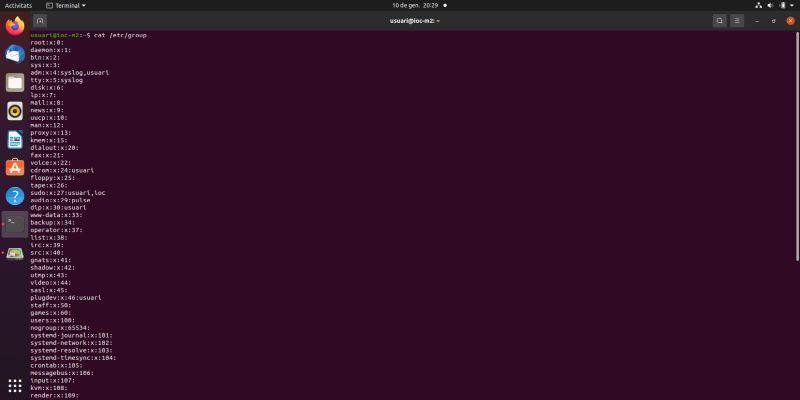 Activitats
Terminal
10 de gen. 20:29
usuari@ioc-m2: ~
usuari@ioc-m2:~$ cat /etc/group
root:x:0:
daemon:x:1:
bin:x:2:
sys:x:3:
adm:x:4:syslog,usuari
tty:x:5:syslog
disk:x:6:
lp:x:7:
mail:x:8:
news:x:9:
uucp:x:10:
man:x:12:
proxy:x:13:
kmem:x:15:
dialout:x:20:
fax:x:21:
voice:x:22:
cdrom:x:24:usuari
floppy:x:25:
tape:x:26:
sudo:x:27:usuari,ioc
audio:x:29:pulse
dip:x:30:usuari
www-data:x:33:
backup:x:34:
operator:x:37:
list:x:38:
irc:x:39:
src:x:40:
gnats:x:41:
shadow:x:42:
utmp:x:43:
video:x:44:
sasl:x:45:
plugdev:x:46:usuari
staff:x:50:
games:x:60:
users:x:100:
nogroup:x:65534:
systemd-journal:x:101:
systemd-network:x:102:
systemd-resolve:x:103:
systemd-timesync:x:104:
crontab:x:105:
messagebus:x:106:
input:x:107:
kvm:x:108:
render:x:109: